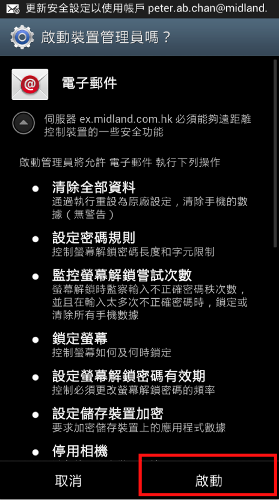 更新安全設定以使用帳戶 peter.ab.chan@midland.
啟動裝置管理員嗎？
電子郵件
伺服器 ex.midland.com.hk 必須能夠遠距離
控制裝置的一些安全功能
啟動管理員將允許 電子郵件 執行下列操作
清除全部資料
通過執行重設為原廠設定，清除手機的數
據（無警告）
設定密碼規則
控制螢幕解鎖密碼長度和字元限制
監控螢幕解鎖嘗試次數
螢幕解鎖時監察輸入不正確密碼秩次數，
並且在輸入太多次不正確密碼時，鎖定或
清除所有手機數據
鎖定螢幕
控制螢幕如何及何時鎖定
設定螢幕解鎖密碼有效期
控制必須更改螢幕解鎖密碼的頻率
設定儲存裝置加密
要求加密儲存裝置上的應用程式數據
停用相機
取消
啟動